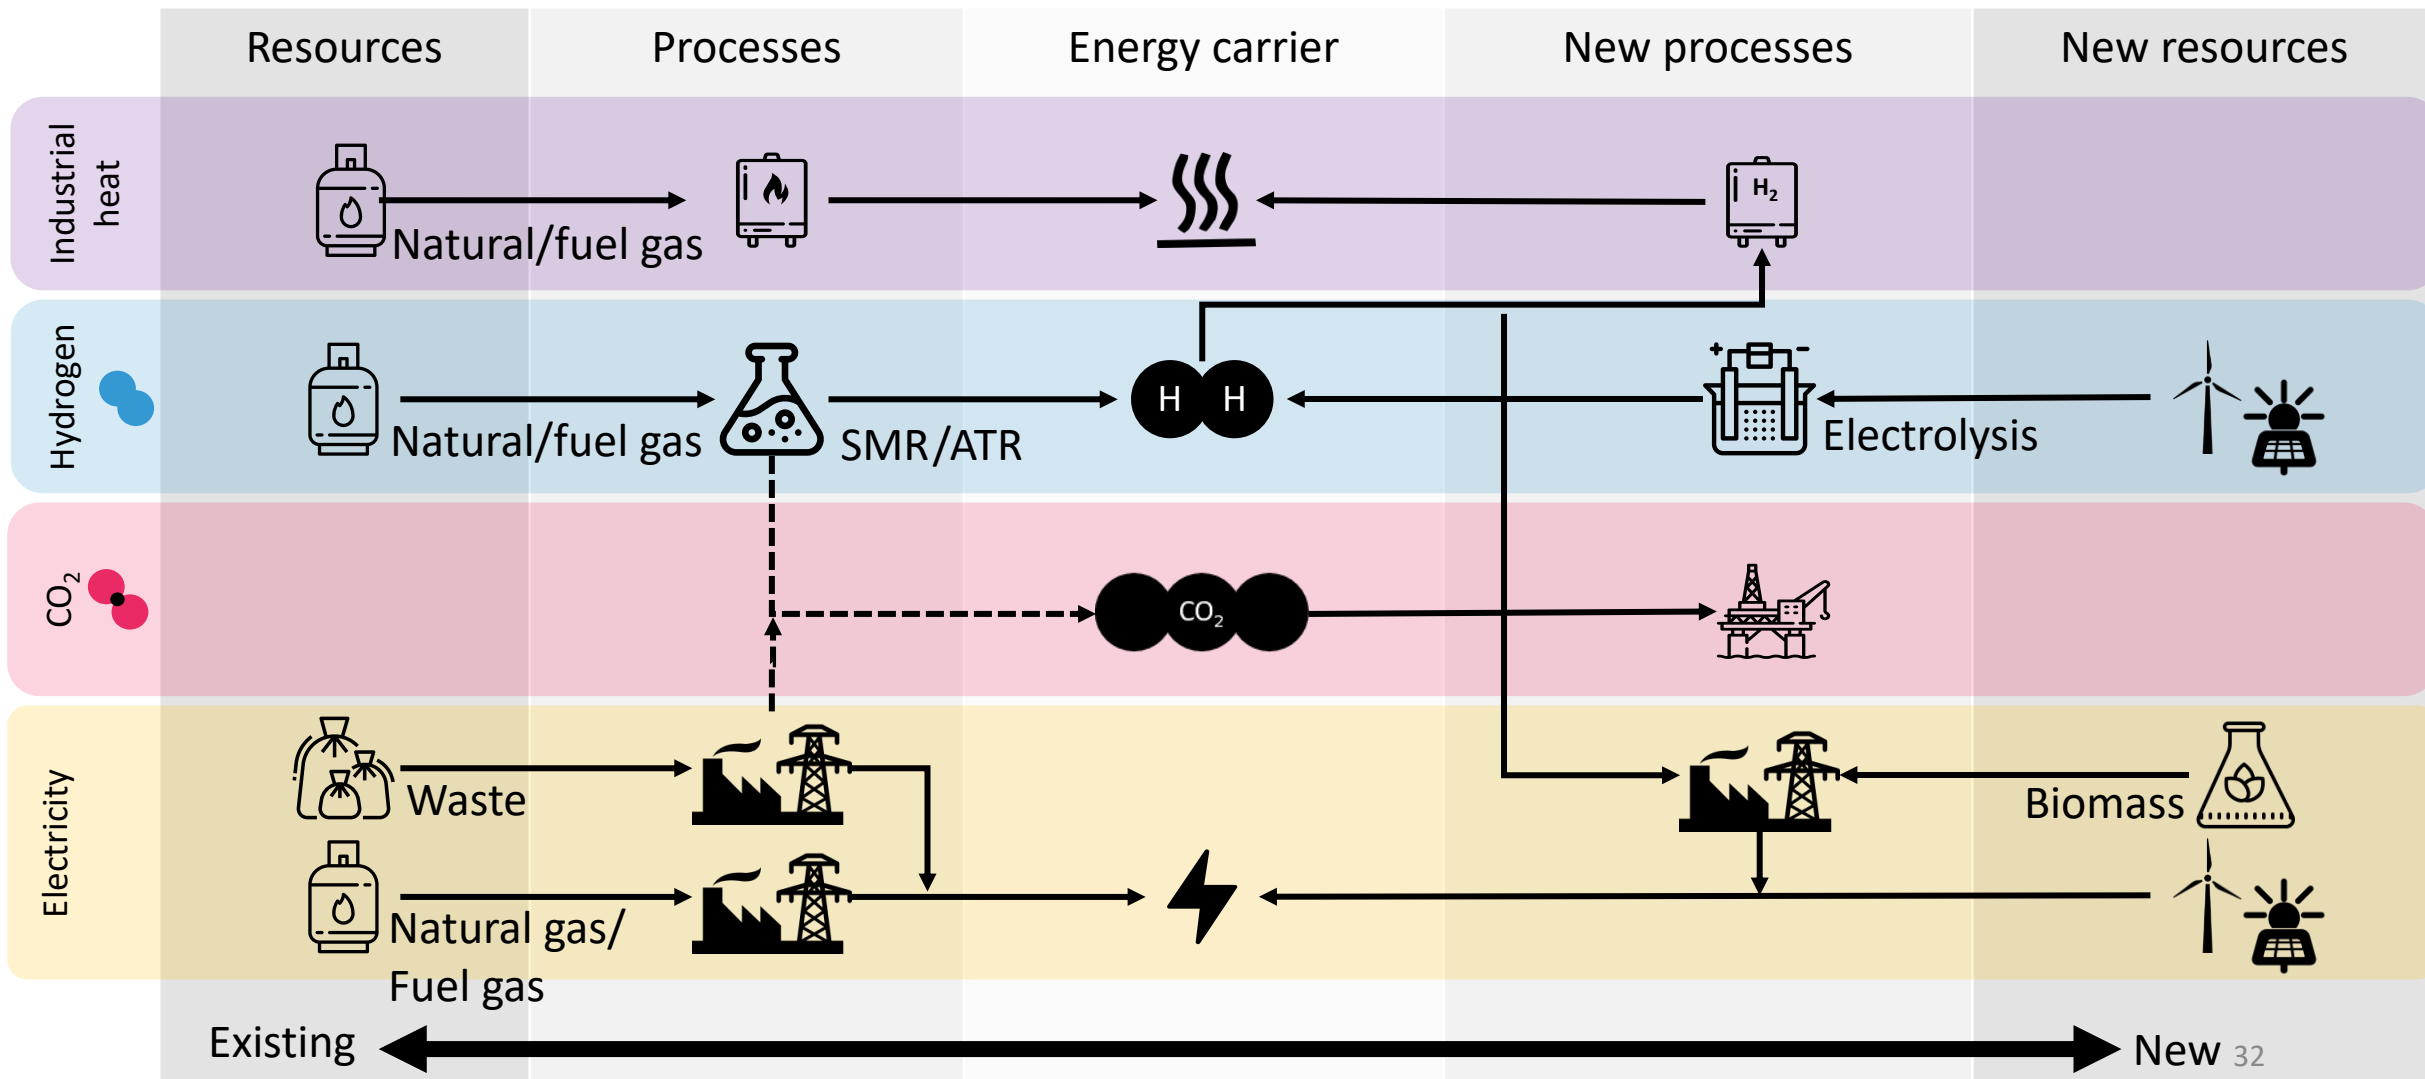 Resources
Processes
Energy carrier
New processes
New resources
Industrial
heat
Natural/fuel gas
H₂
Hydrogen
Natural/fuel gas
SMR/ATR
H H
+ −
Electrolysis
CO₂
CO₂
Electricity
Waste
Biomass
Natural gas/
Fuel gas
Existing
New
32